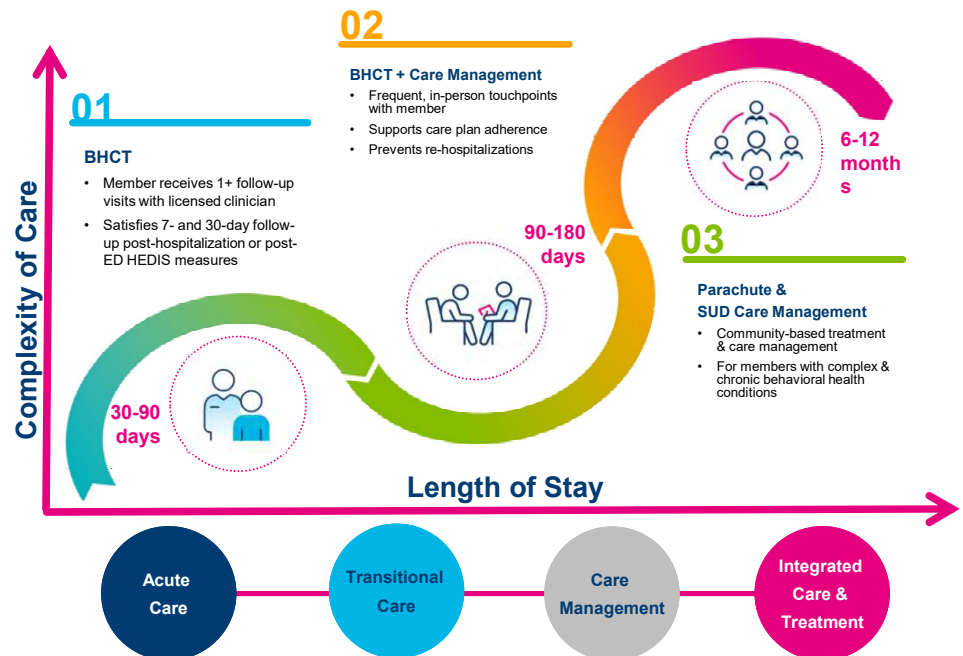 01
BHCT
• Member receives 1+ follow-up
visits with licensed clinician
• Satisfies 7- and 30-day follow-
up post-hospitalization or post-
ED HEDIS measures
30-90
days
02
BHCT + Care Management
• Frequent, in-person touchpoints
with member
• Supports care plan adherence
• Prevents re-hospitalizations
90-180
days
6-12
month
s
03
Parachute &
SUD Care Management
• Community-based treatment
& care management
• For members with complex &
chronic behavioral health
conditions
Complexity of Care
Length of Stay
Acute
Care
Transitional
Care
Care
Management
Integrated
Care &
Treatment